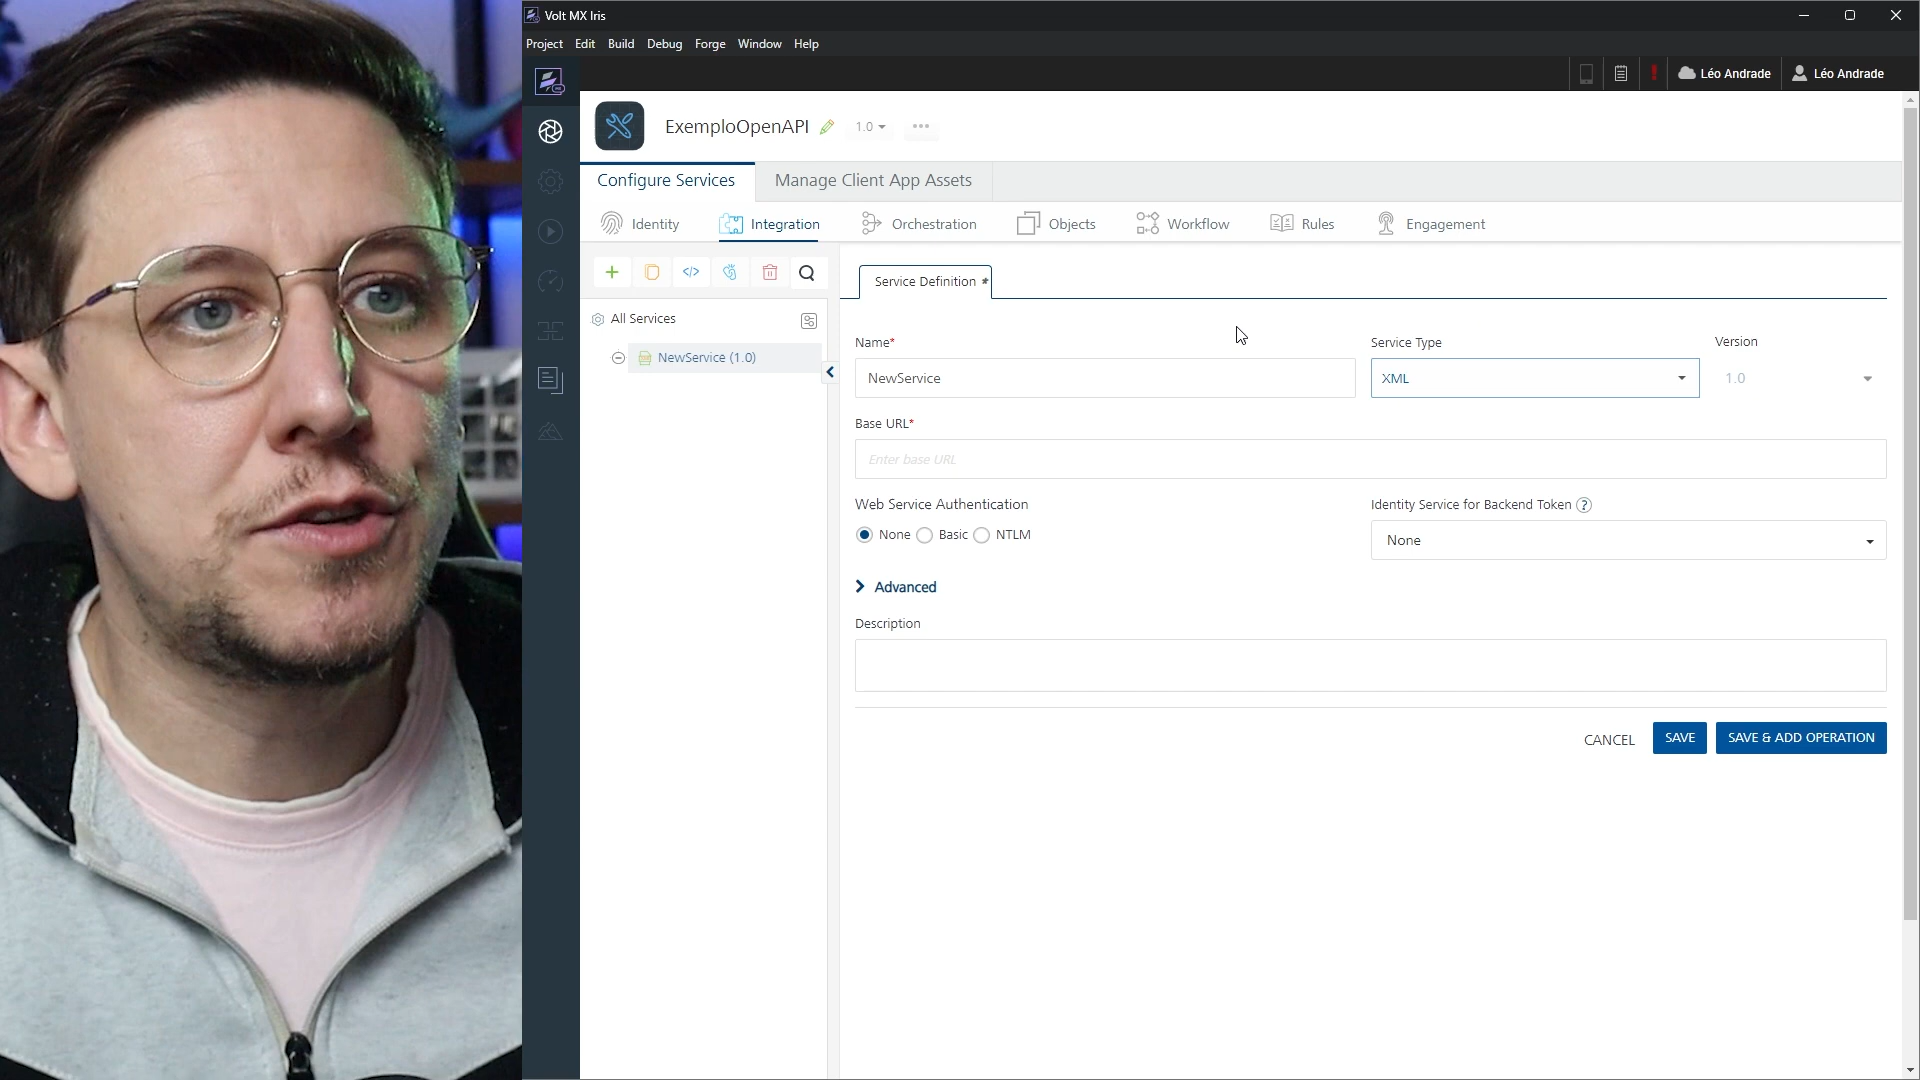 Volt MX Iris
Project Edit Build Debug Forge Window Help
Léo Andrade Léo Andrade
ExemploOpenAPI 1.0
Configure Services Manage Client App Assets
Identity Integration Orchestration Objects Workflow Rules Engagement
Service Definition *
All Services
NewService (1.0)
Name* Service Type Version
NewService XML 1.0
Base URL*
Enter base URL
Web Service Authentication Identity Service for Backend Token ?
None Basic NTLM None
Advanced
Description
CANCEL SAVE SAVE & ADD OPERATION